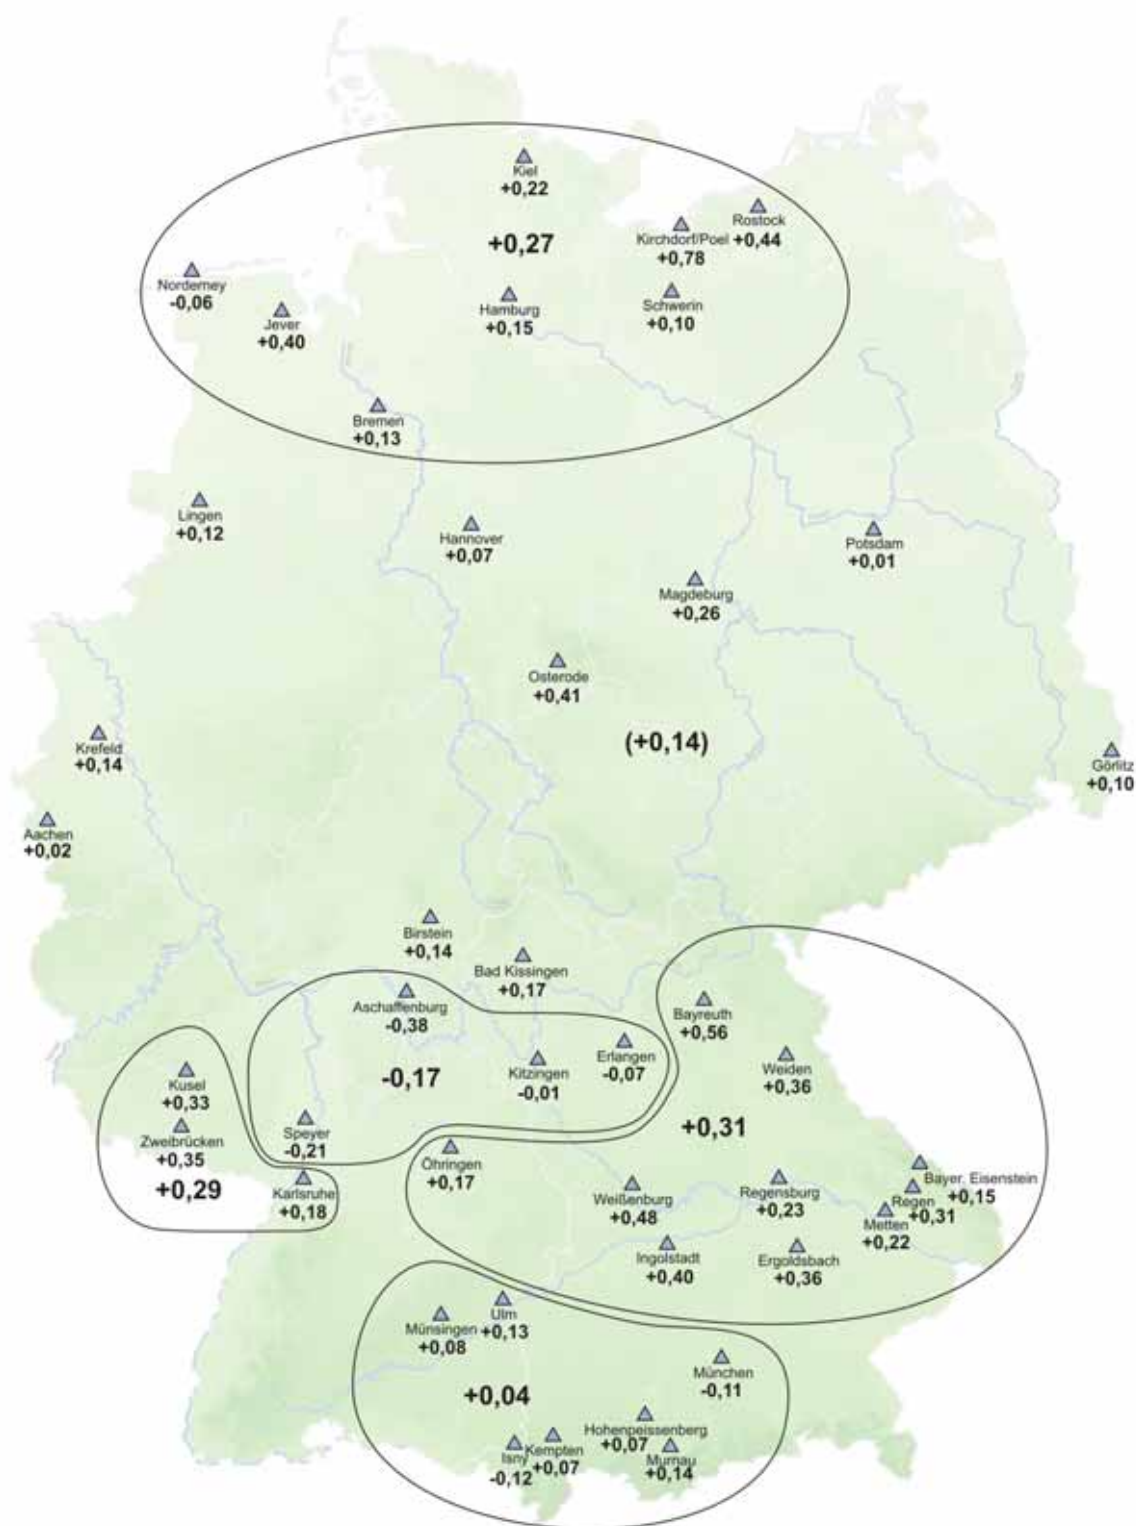 Kiel
+0,22
Rostock
+0,44
Kirchdorf/Poel
+0,78
+0,27
Norderney
-0,06
Jever
+0,40
Hamburg
+0,15
Schwerin
+0,10
Bremen
+0,13
Lingen
+0,12
Hannover
+0,07
Potsdam
+0,01
Magdeburg
+0,26
Osterode
+0,41
(+0,14)
Krefeld
+0,14
Görlitz
+0,10
Aachen
+0,02
Birstein
+0,14
Bad Kissingen
+0,17
Aschaffenburg
-0,38
Bayreuth
+0,56
Erlangen
-0,07
Kitzingen
-0,01
-0,17
Weiden
+0,36
Kusel
+0,33
Zweibrücken
+0,35
+0,29
Speyer
-0,21
+0,31
Karlsruhe
+0,18
Öhringen
+0,17
Weißenburg
+0,48
Regensburg
+0,23
Bayer. Eisenstein
+0,15
Regen
+0,31
Metten
+0,22
Ingolstadt
+0,40
Ergoldsbach
+0,36
Ulm
+0,13
Münsingen
+0,08
München
-0,11
+0,04
Hohenpeissenberg
+0,07
Murnau
+0,14
Kempten
+0,07
Isny
-0,12